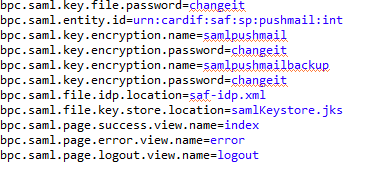 bpc.saml.key.file.password=changeit
bpc.saml.entity.id=urn:cardif:saf:sp:pushmail:int
bpc.saml.key.encryption.name=samlpushmail
bpc.saml.key.encryption.password=changeit
bpc.saml.key.encryption.name=samlpushmailbackup
bpc.saml.key.encryption.password=changeit
bpc.saml.file.idp.location=saf-idp.xml
bpc.saml.file.key.store.location=samlKeystore.jks
bpc.saml.page.success.view.name=index
bpc.saml.page.error.view.name=error
bpc.saml.page.logout.view.name=logout